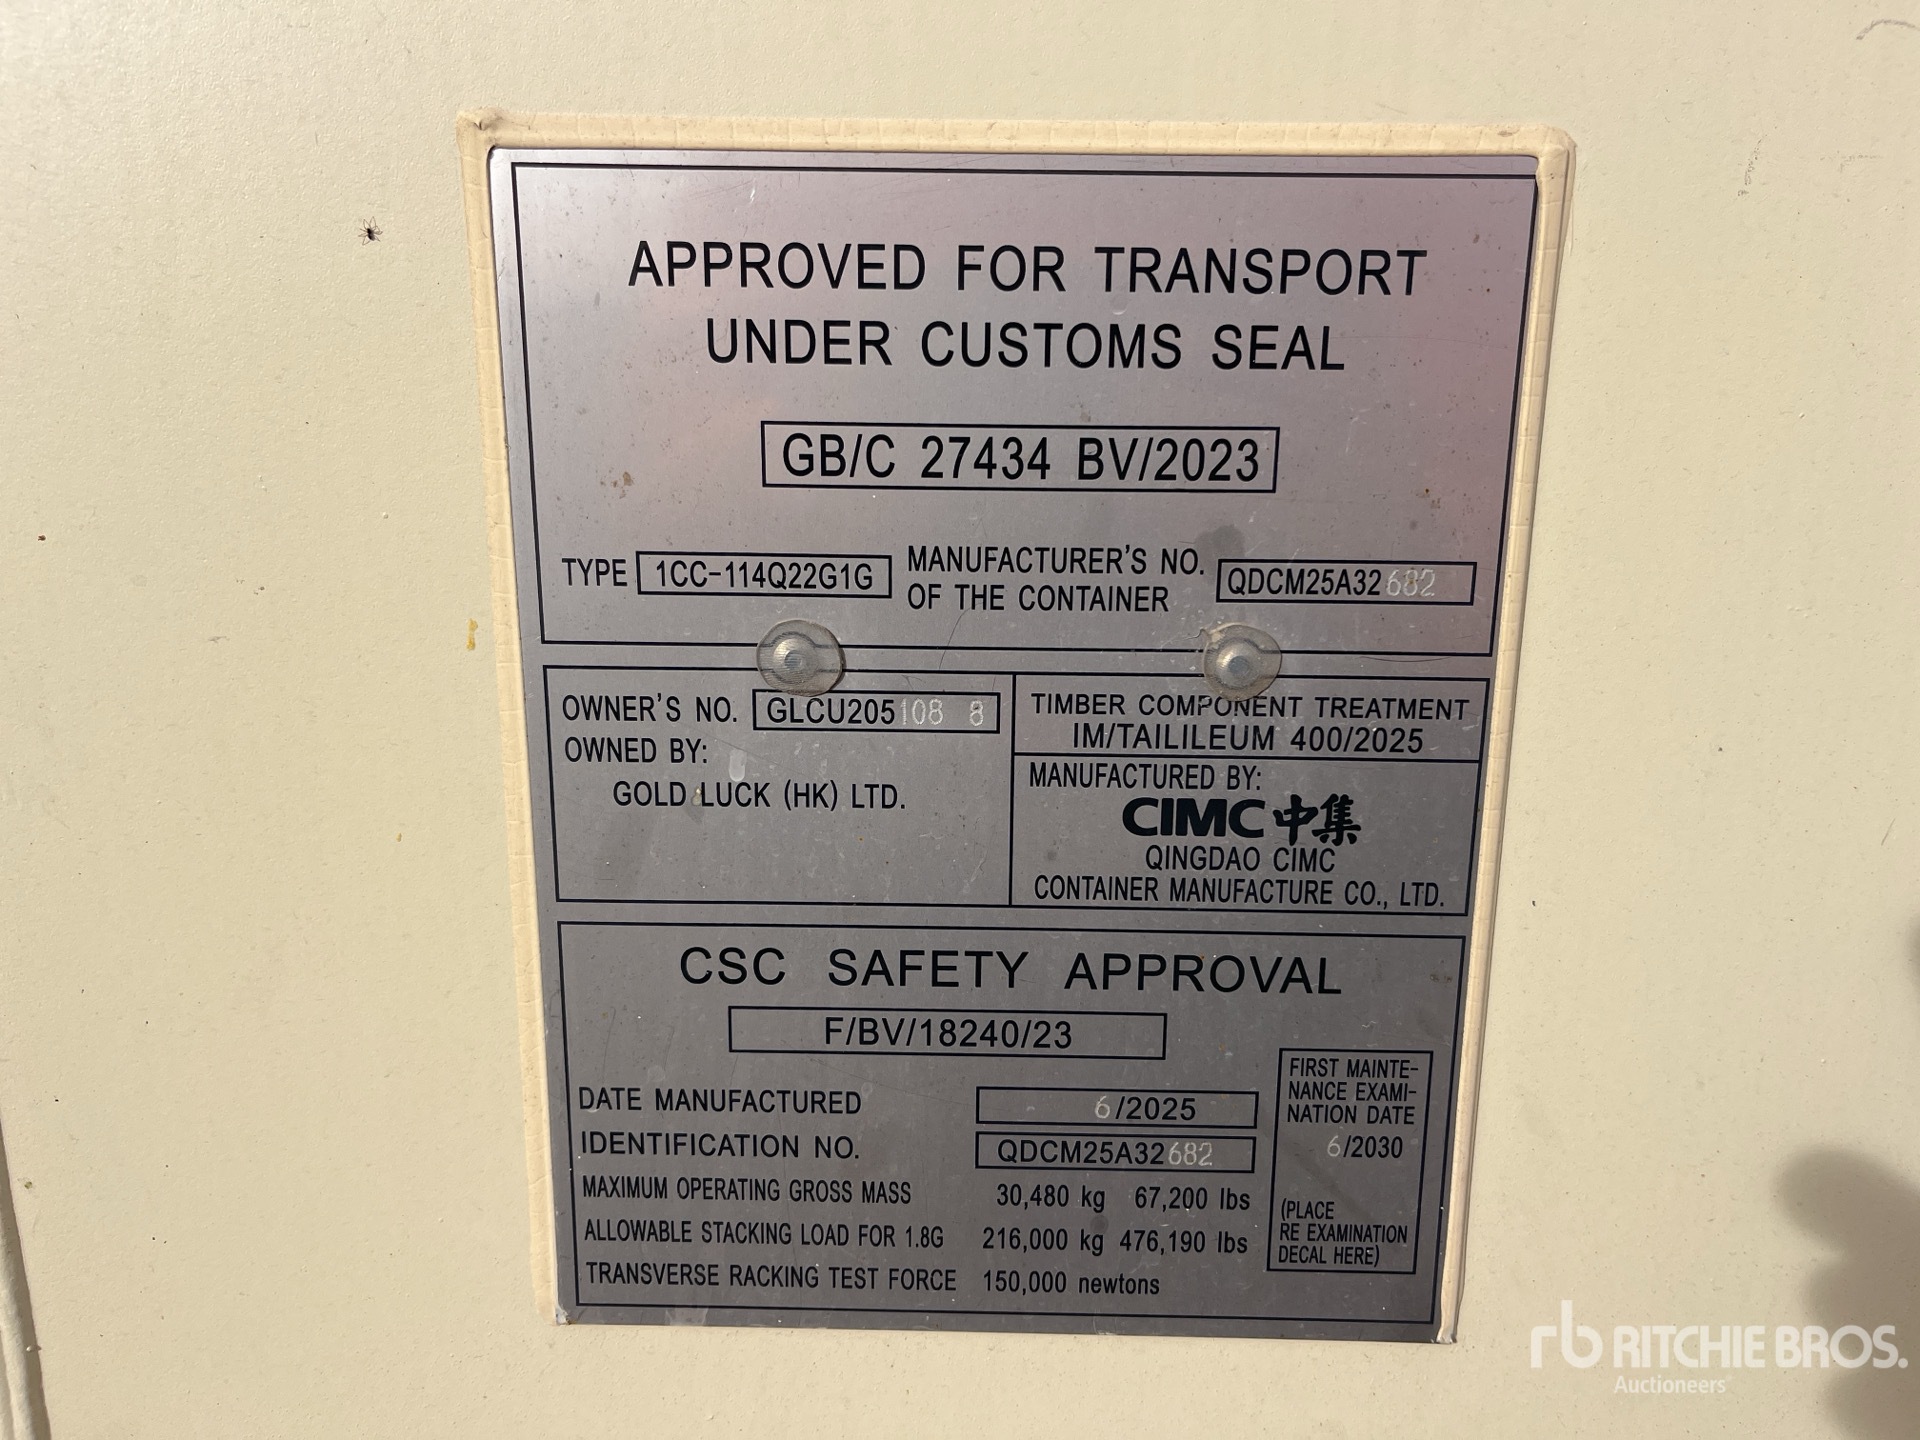 APPROVED FOR TRANSPORT
UNDER CUSTOMS SEAL
GB/C 27434 BV/2023
TYPE 1CC-114Q22G1G
MANUFACTURER'S NO.
OF THE CONTAINER
QDCM25A32682
OWNER'S NO. GLCU205108 8
OWNED BY:
GOLD LUCK (HK) LTD.
TIMBER COMPONENT TREATMENT
IM/TAILILEUM 400/2025
MANUFACTURED BY:
CIMC 中集
QINGDAO CIMC
CONTAINER MANUFACTURE CO., LTD.
CSC SAFETY APPROVAL
F/BV/18240/23
DATE MANUFACTURED 6/2025
IDENTIFICATION NO. QDCM25A32682
MAXIMUM OPERATING GROSS MASS 30,480 kg 67,200 lbs
ALLOWABLE STACKING LOAD FOR 1.8G 216,000 kg 476,190 lbs
TRANSVERSE RACKING TEST FORCE 150,000 newtons
FIRST MAINTE-
NANCE EXAMI-
NATION DATE
6/2030
(PLACE
RE EXAMINATION
DECAL HERE)
rb RITCHIE BROS.
Auctioneers